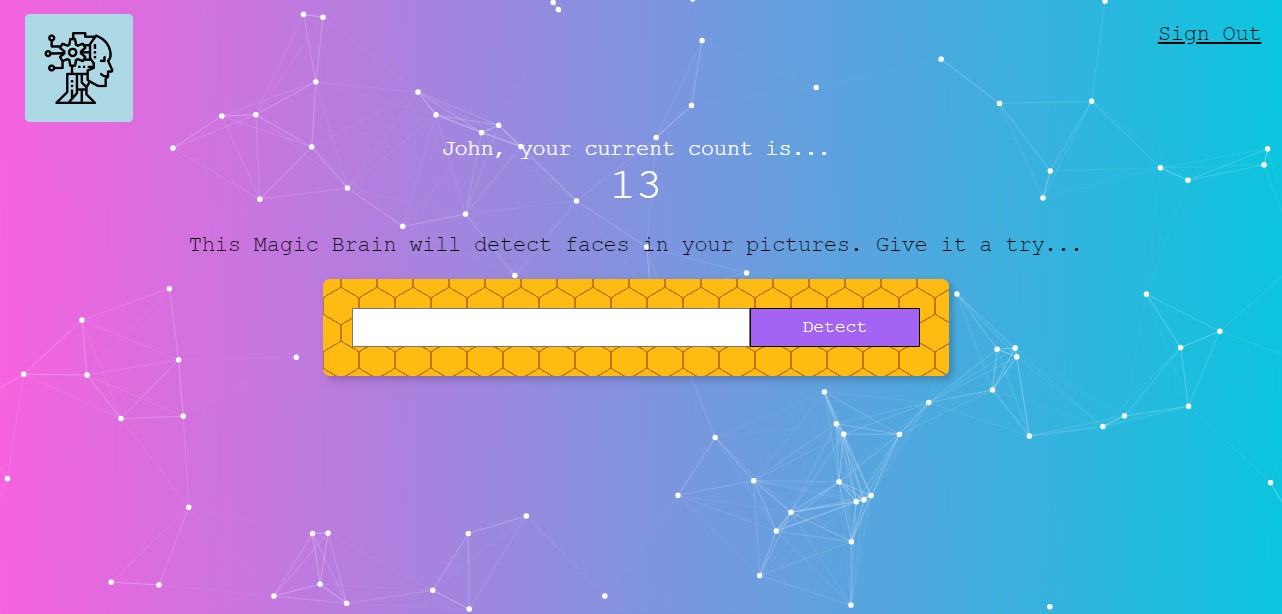 Sign Out
John, your current count is...
13
This Magic Brain will detect faces in your pictures. Give it a try...
Detect